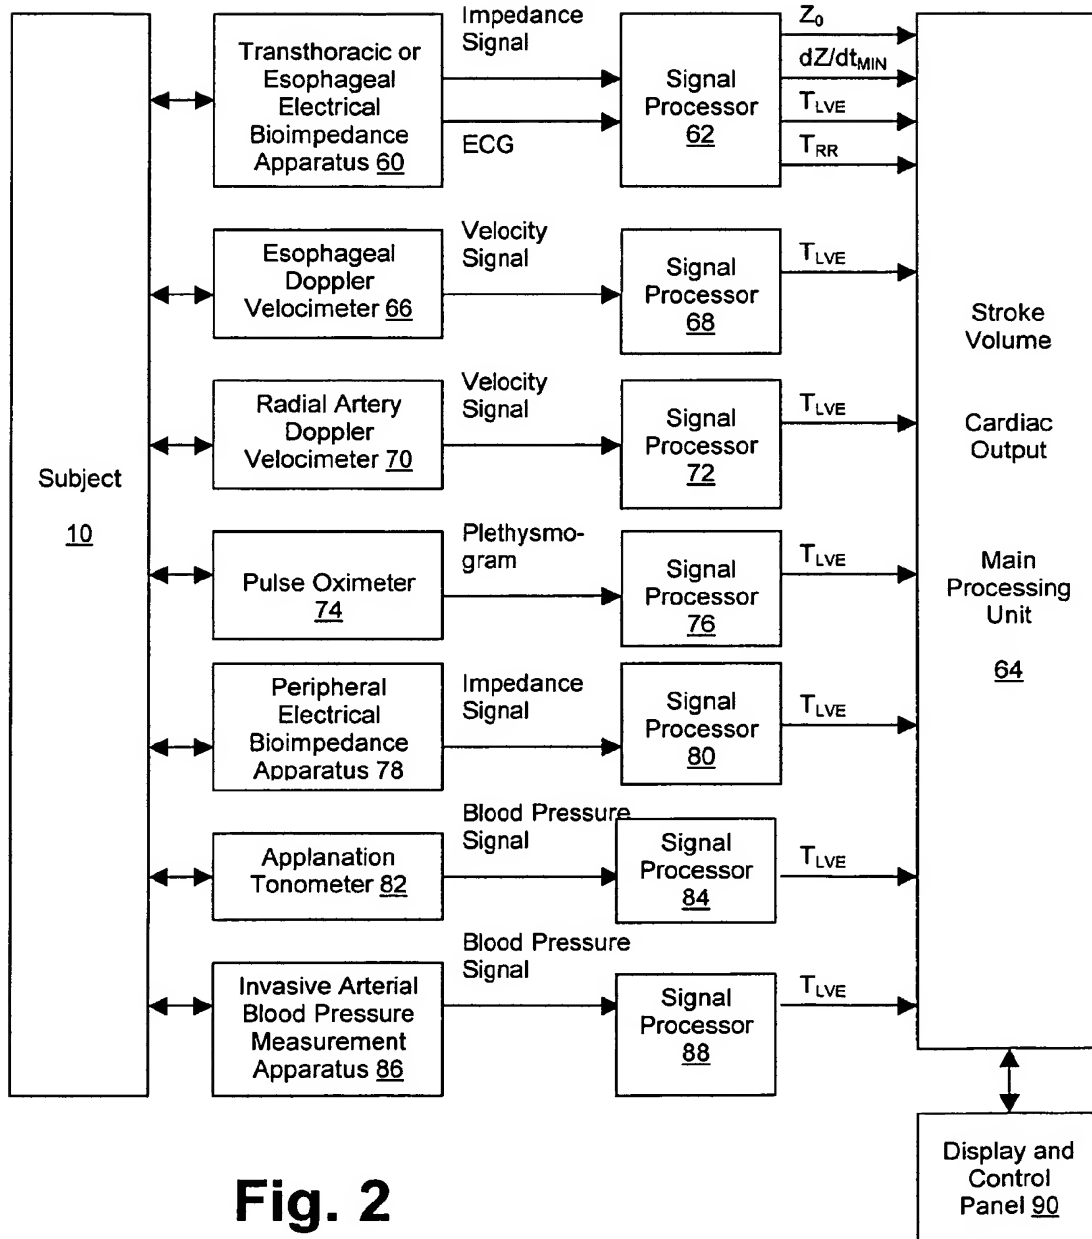 Subject
10
Transthoracic or
Esophageal
Electrical
Bioimpedance
Apparatus 60
Impedance
Signal
ECG
Signal
Processor
62
Z0
dZ/dtMIN
TLVE
TRR
Esophageal
Doppler
Velocimeter 66
Velocity
Signal
Signal
Processor
68
TLVE
Radial Artery
Doppler
Velocimeter 70
Velocity
Signal
Signal
Processor
72
TLVE
Pulse Oximeter
74
Plethysmo-
gram
Signal
Processor
76
TLVE
Peripheral
Electrical
Bioimpedance
Apparatus 78
Impedance
Signal
Signal
Processor
80
TLVE
Applanation
Tonometer 82
Blood Pressure
Signal
Signal
Processor
84
TLVE
Invasive Arterial
Blood Pressure
Measurement
Apparatus 86
Blood Pressure
Signal
Signal
Processor
88
TLVE
Stroke
Volume
Cardiac
Output
Main
Processing
Unit
64
Display and
Control
Panel 90
Fig. 2